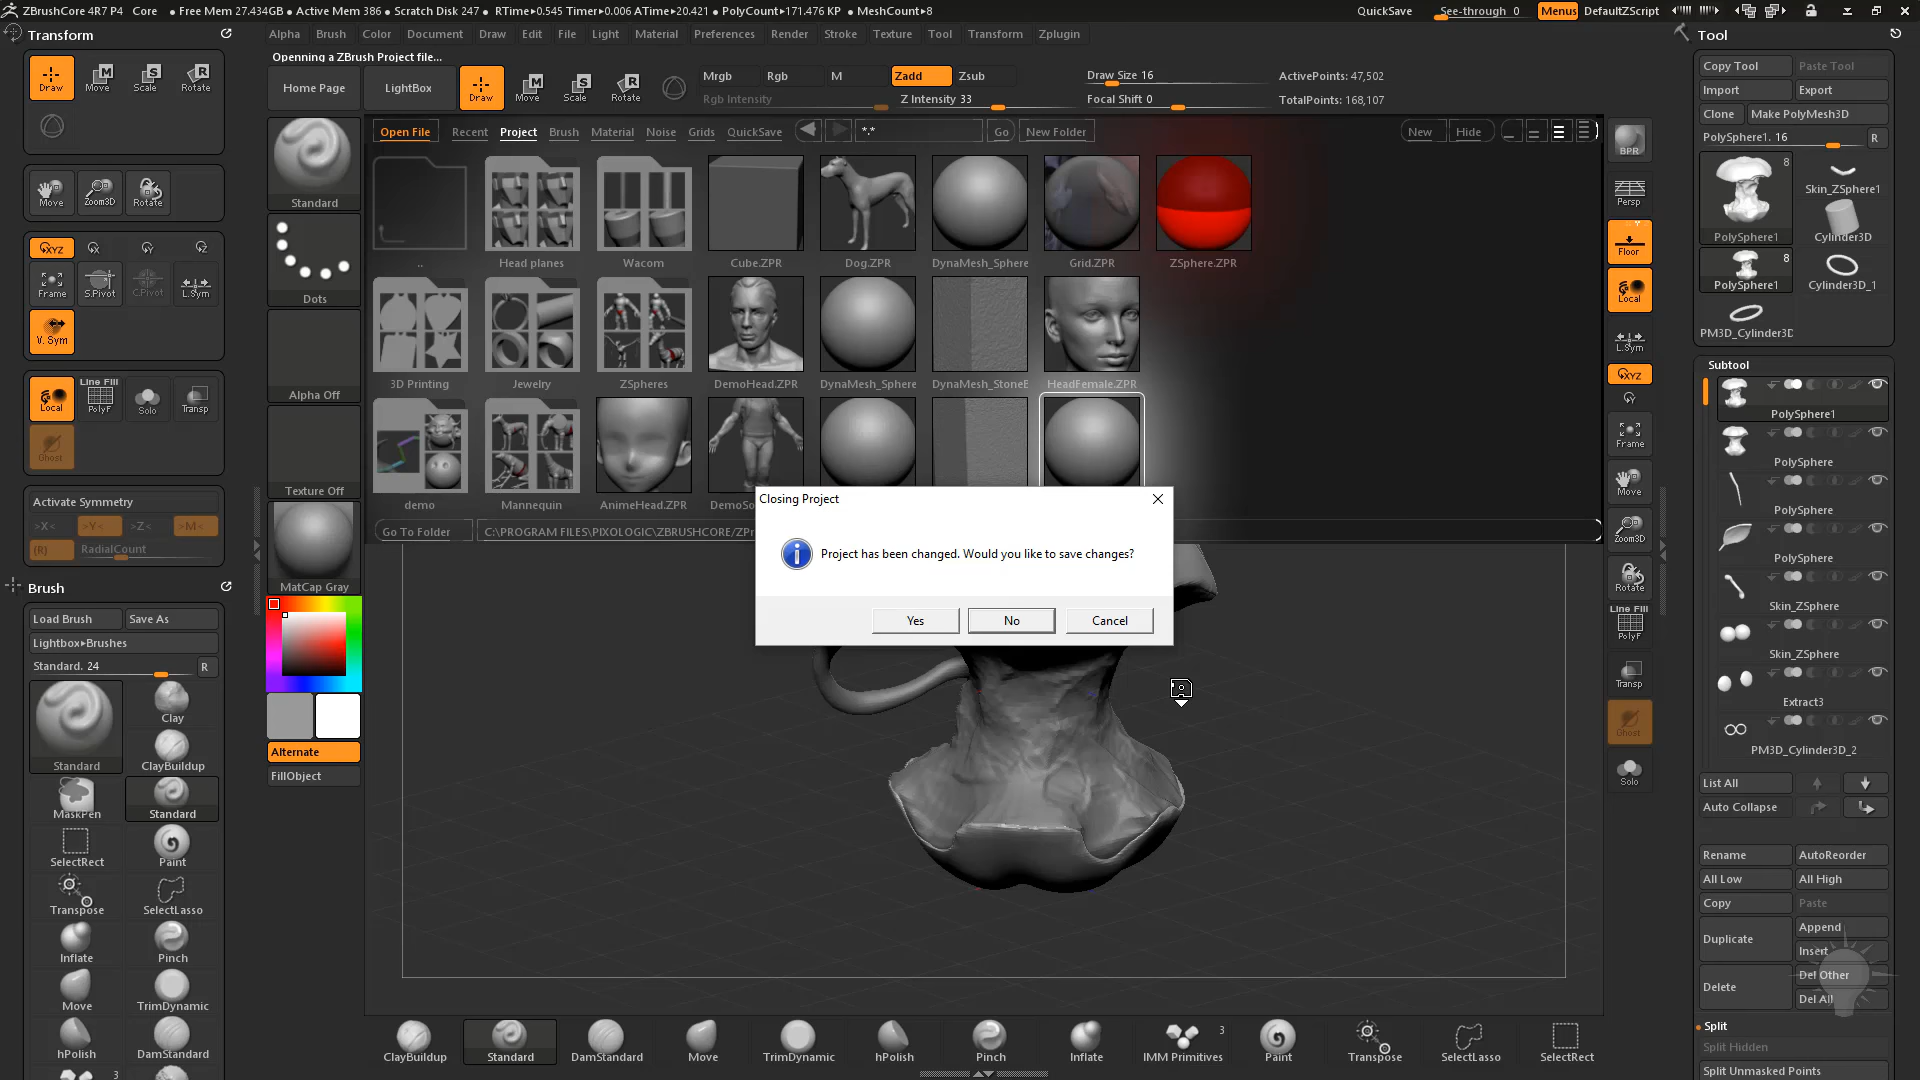 ZBrushCore 4R7 P4 Core • Free Mem 27.434GB • Active Mem 386 • Scratch Disk 247 • RTime▸0.545 Timer▸0.006 ATime▸20.421 • PolyCount▸171.476 KP • MeshCount▸8 QuickSave See-through 0 Menus DefaultZScript
Transform
Alpha Brush Color Document Draw Edit File Light Material Preferences Render Stroke Texture Tool Transform Zplugin
Tool
Openning a ZBrush Project file...
Draw Move Scale Rotate
Home Page LightBox Draw Move Scale Rotate
Mrgb Rgb M Zadd Zsub
Rgb Intensity Z Intensity 33
Draw Size 16
Focal Shift 0
ActivePoints: 47,502
TotalPoints: 168,107
Copy Tool Paste Tool
Import Export
Clone Make PolyMesh3D
PolySphere1. 16 R
8
PolySphere1
Skin_ZSphere1
Cylinder3D
8
PolySphere1
Cylinder3D_1
PM3D_Cylinder3D
Open File Recent Project Brush Material Noise Grids QuickSave *.* Go New Folder New Hide
.. Head planes Wacom Cube.ZPR Dog.ZPR DynaMesh_Sphere Grid.ZPR ZSphere.ZPR
3D Printing Jewelry ZSpheres DemoHead.ZPR DynaMesh_Sphere DynaMesh_StoneE HeadFemale.ZPR
demo Mannequin AnimeHead.ZPR DemoSo
Go To Folder C:\PROGRAM FILES\PIXOLOGIC\ZBRUSHCORE/ZPr
Closing Project
Project has been changed. Would you like to save changes?
Yes No Cancel
Move Zoom3D Rotate
XYZ X Y Z
Frame S.Pivot C.Pivot L.Sym
V. Sym
Local
Line Fill
PolyF
Solo
Transp
Ghost
Activate Symmetry
>X< >Y< >Z< >M<
(R) RadialCount
Brush
Load Brush Save As
Lightbox▸Brushes
Standard. 24 R
Standard
Clay
ClayBuildup
MaskPen Standard
SelectRect Paint
Transpose SelectLasso
Inflate Pinch
Move TrimDynamic
hPolish DamStandard
3
Standard
Dots
Alpha Off
Texture Off
MatCap Gray
Alternate
FillObject
BPR
Persp
Floor
Local
L.Sym
XYZ
Y
Frame
Move
Zoom3D
Rotate
Line Fill
PolyF
Transp
Ghost
Solo
Subtool
PolySphere1
PolySphere
PolySphere
PolySphere
Skin_ZSphere
Skin_ZSphere
Extract3
PM3D_Cylinder3D_2
List All
Auto Collapse
Rename AutoReorder
All Low All High
Copy Paste
Duplicate Append
Insert
Delete Del Other
Del All
Split
Split Hidden
Split Unmasked Points
ClayBuildup Standard DamStandard Move TrimDynamic hPolish Pinch Inflate IMM Primitives 3 Paint Transpose SelectLasso SelectRect